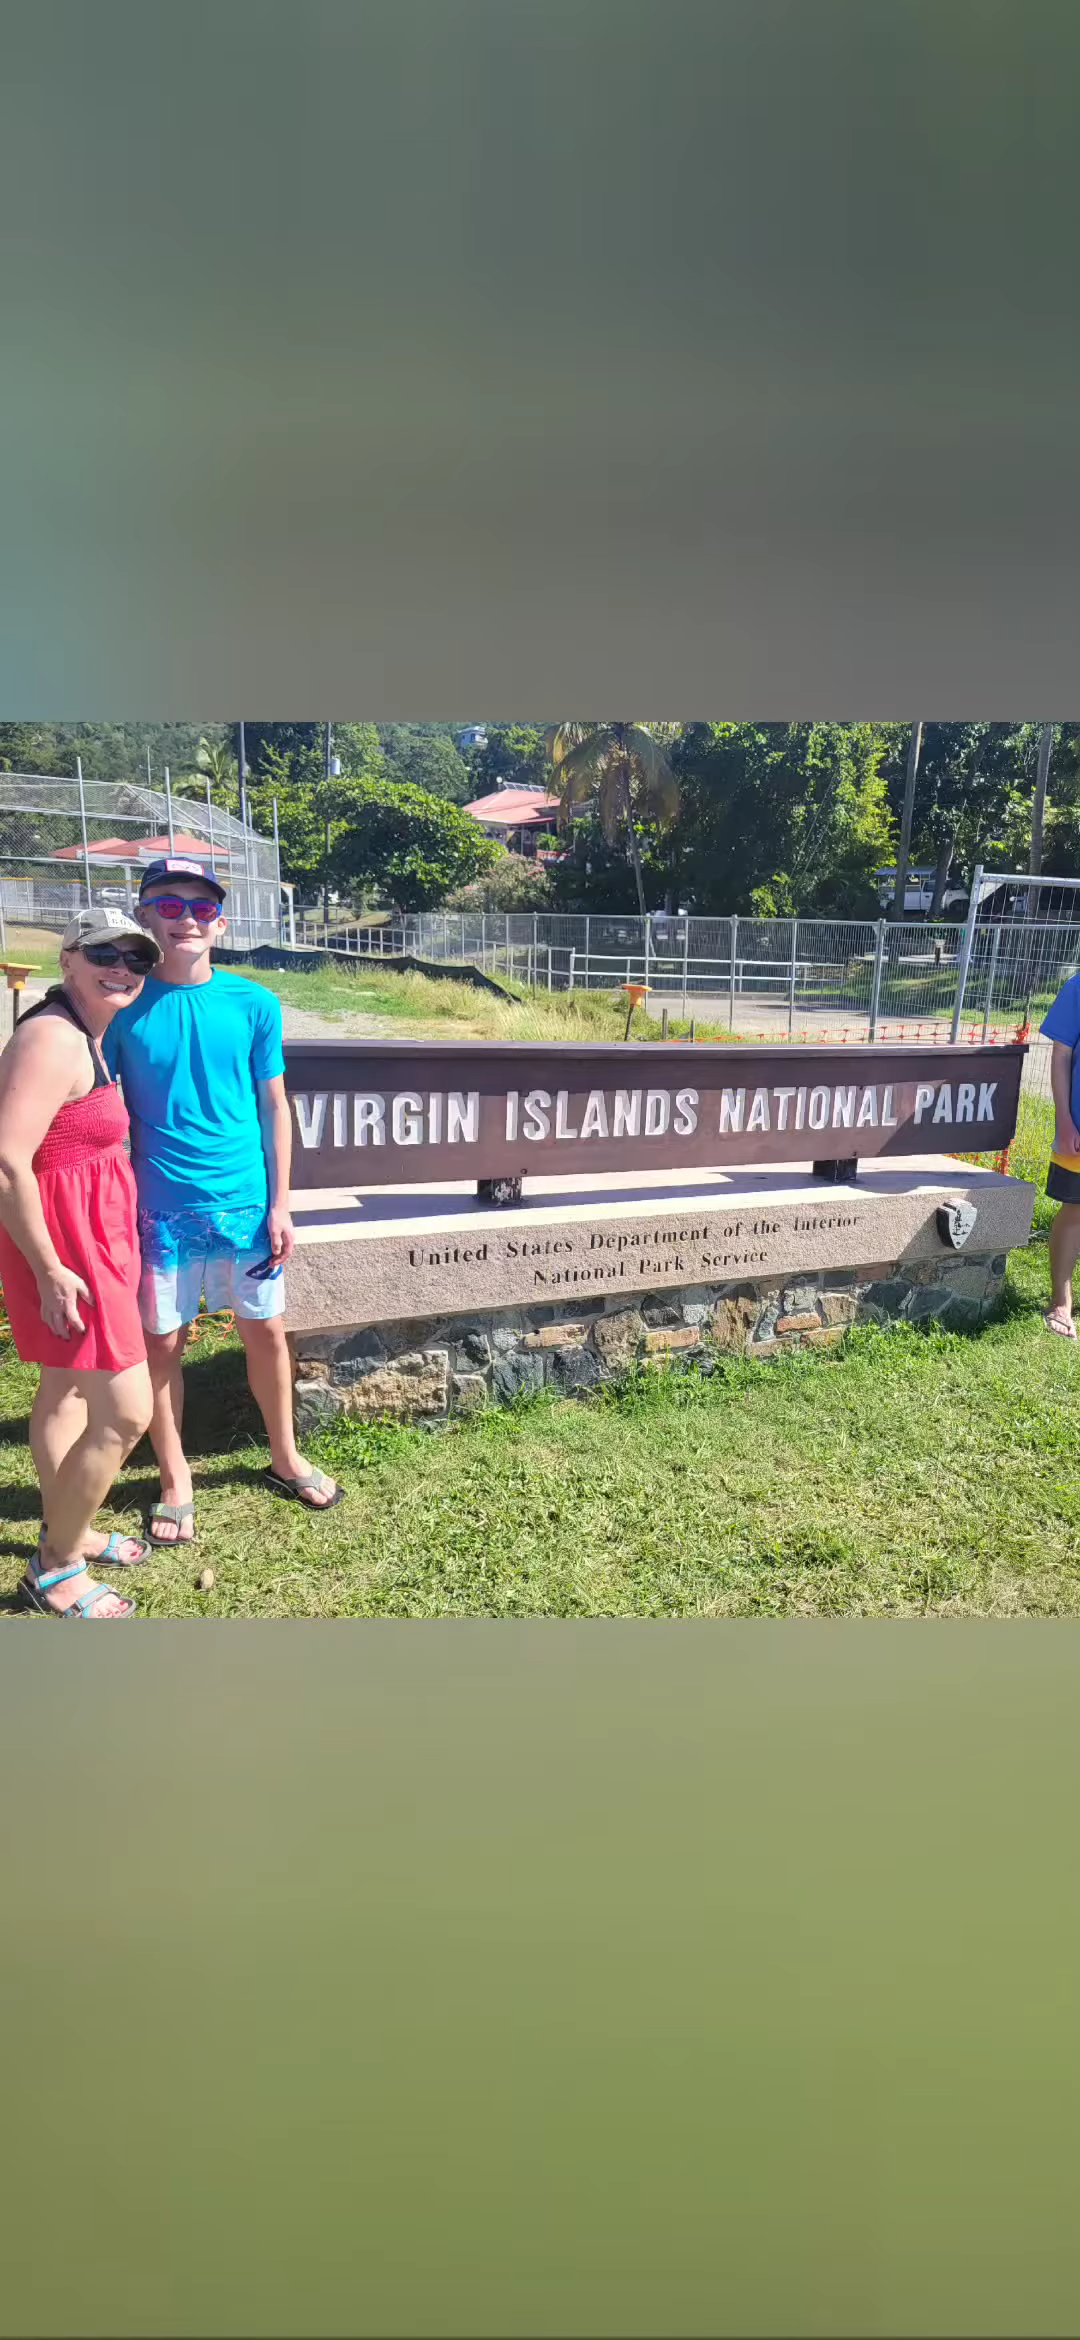 VIRGIN ISLANDS NATIONAL PARK
United States Department of the Interior
National Park Service